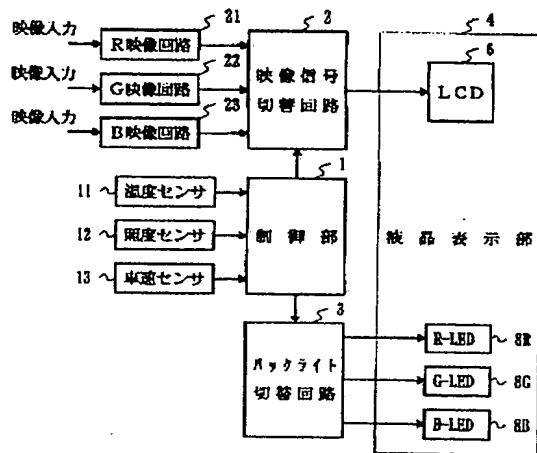 映像入力
R映像回路
21
映像入力
G映像回路
22
映像入力
B映像回路
23
2
映像信号
切替回路
4
6
LCD
11
温度センサ
12
照度センサ
13
車速センサ
1
制御部
液晶表示部
3
バックライト
切替回路
R-LED
8R
G-LED
8G
B-LED
8B